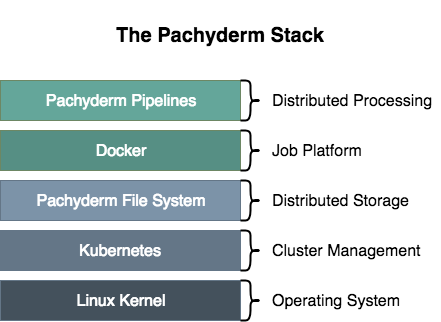 The Pachyderm Stack
Pachyderm Pipelines Distributed Processing
Docker Job Platform
Pachyderm File System Distributed Storage
Kubernetes Cluster Management
Linux Kernel Operating System